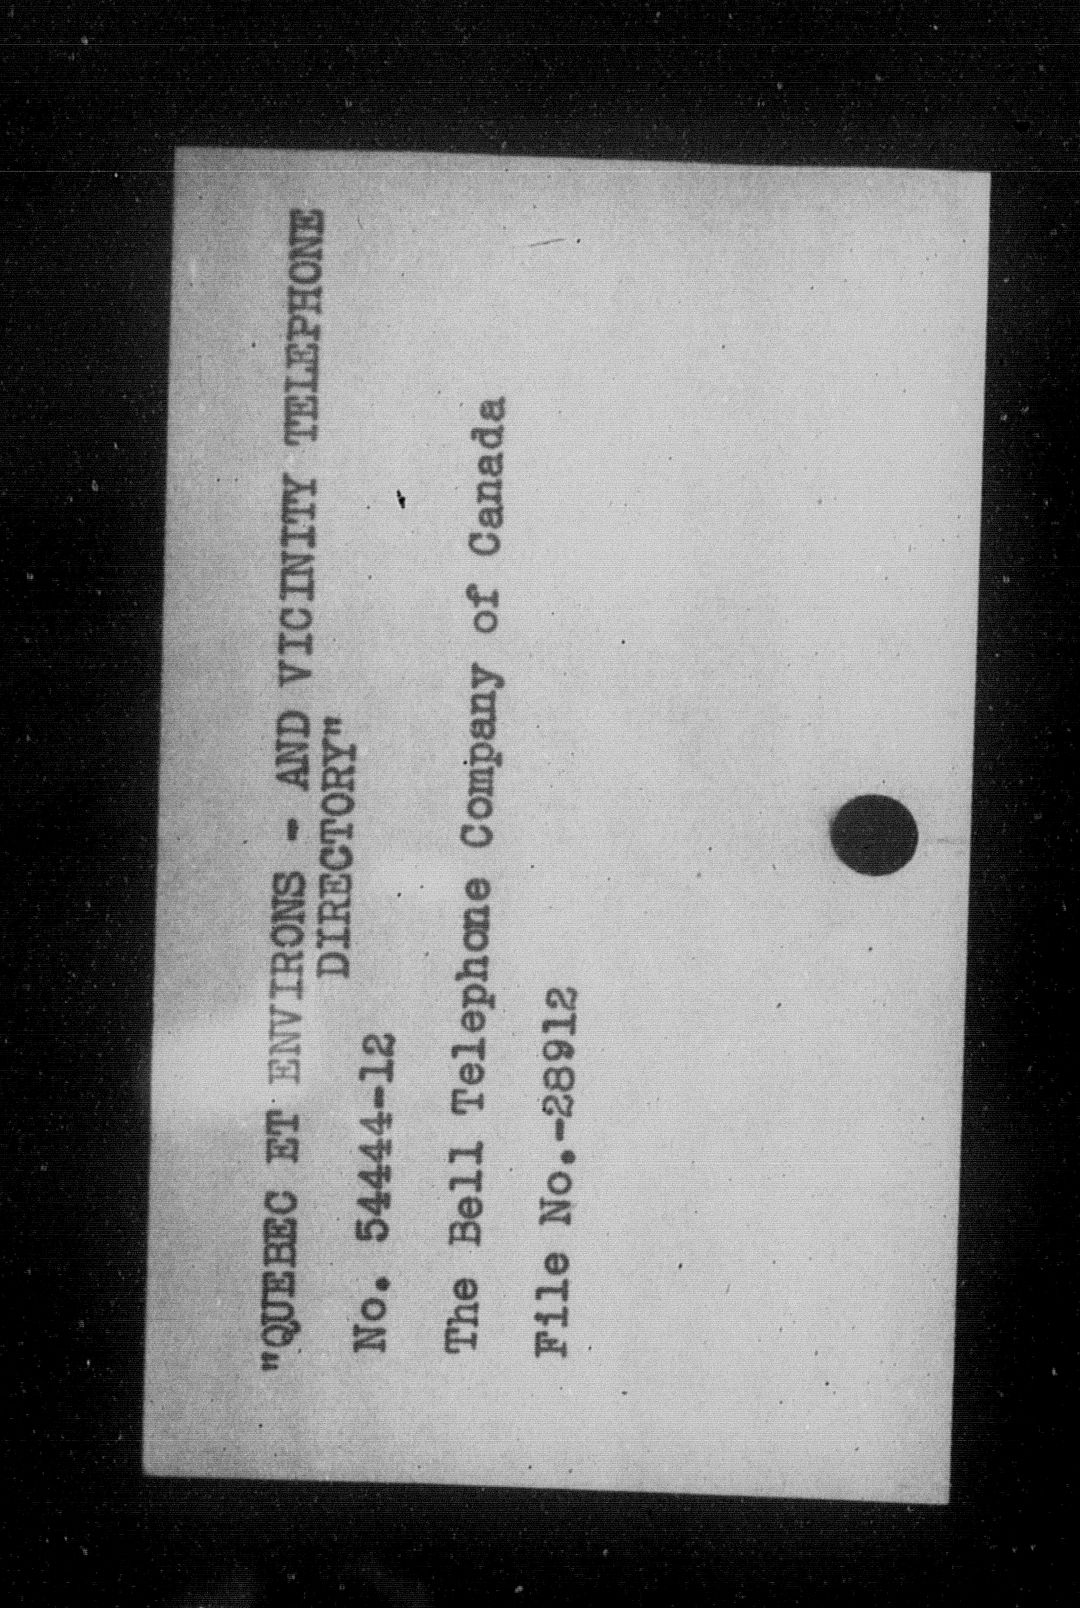 "QUEBEC ET ENVIRONS - AND VICINITY TELEPHONE
DIRECTORY"
No. 54444-12
The Bell Telephone Company of Canada
File No.-28912